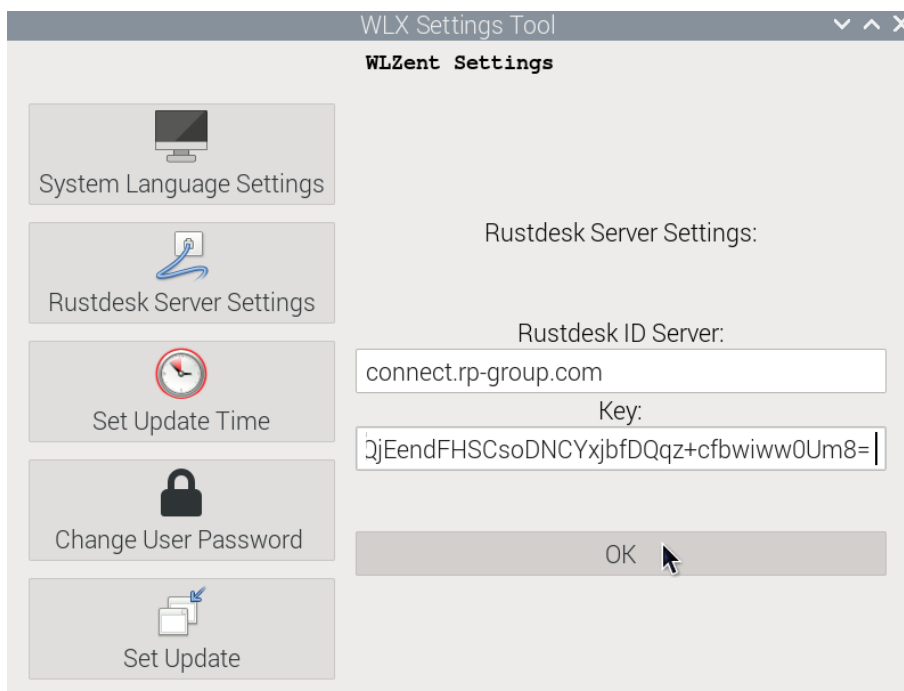 WLX Settings Tool
WLZent Settings
System Language Settings
Rustdesk Server Settings
Set Update Time
Change User Password
Set Update
Rustdesk Server Settings:
Rustdesk ID Server:
connect.rp-group.com
Key:
QjEendFHSCsoDNCYxjbfDQqz+cfbwiww0Um8=
OK